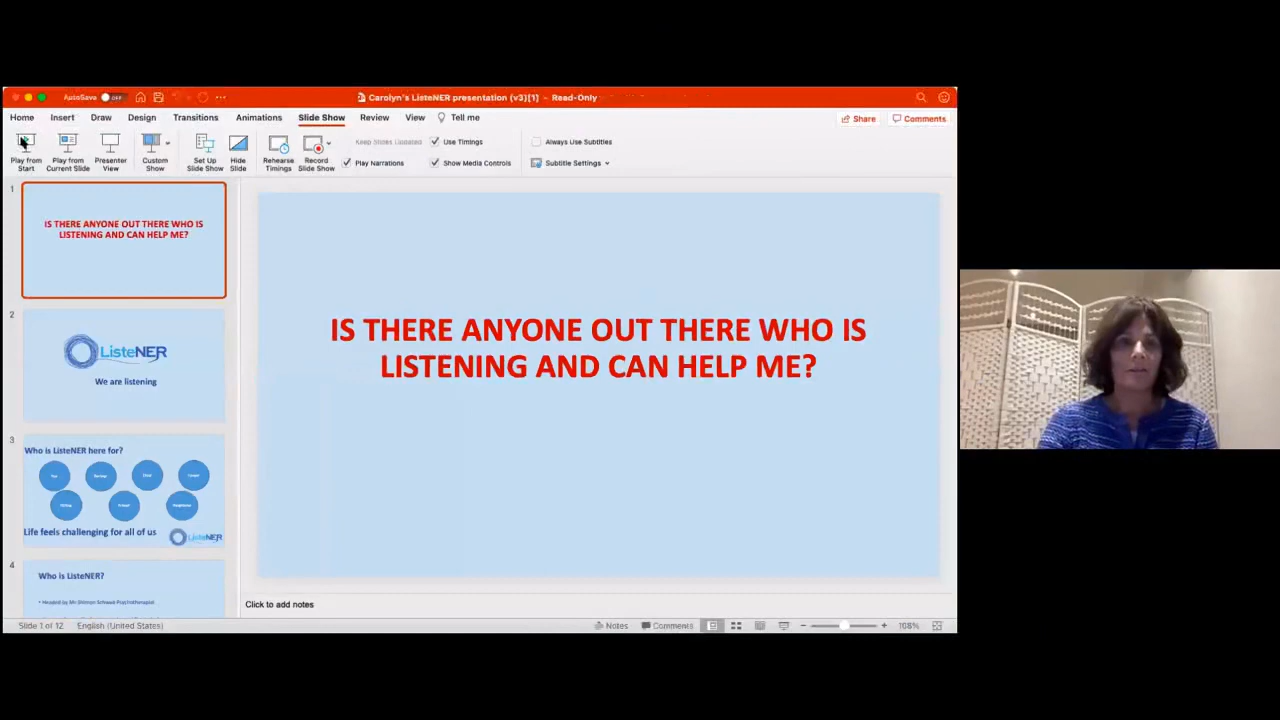 AutoSave OFF
Carolyn's ListeNER presentation (v3)[1] – Read-Only
Home Insert Draw Design Transitions Animations Slide Show Review View Tell me
Share Comments
Play from Start
Play from Current Slide
Presenter View
Custom Show
Set Up Slide Show
Hide Slide
Rehearse Timings
Record Slide Show
Keep Slides Updated
Use Timings
Play Narrations
Show Media Controls
Always Use Subtitles
Subtitle Settings
1
IS THERE ANYONE OUT THERE WHO IS
LISTENING AND CAN HELP ME?
2
ListeNER
We are listening
3
Who is ListeNER here for?
Life feels challenging for all of us
ListeNER
4
Who is ListeNER?
IS THERE ANYONE OUT THERE WHO IS
LISTENING AND CAN HELP ME?
Click to add notes
Slide 1 of 12 English (United States)
Notes Comments 108%